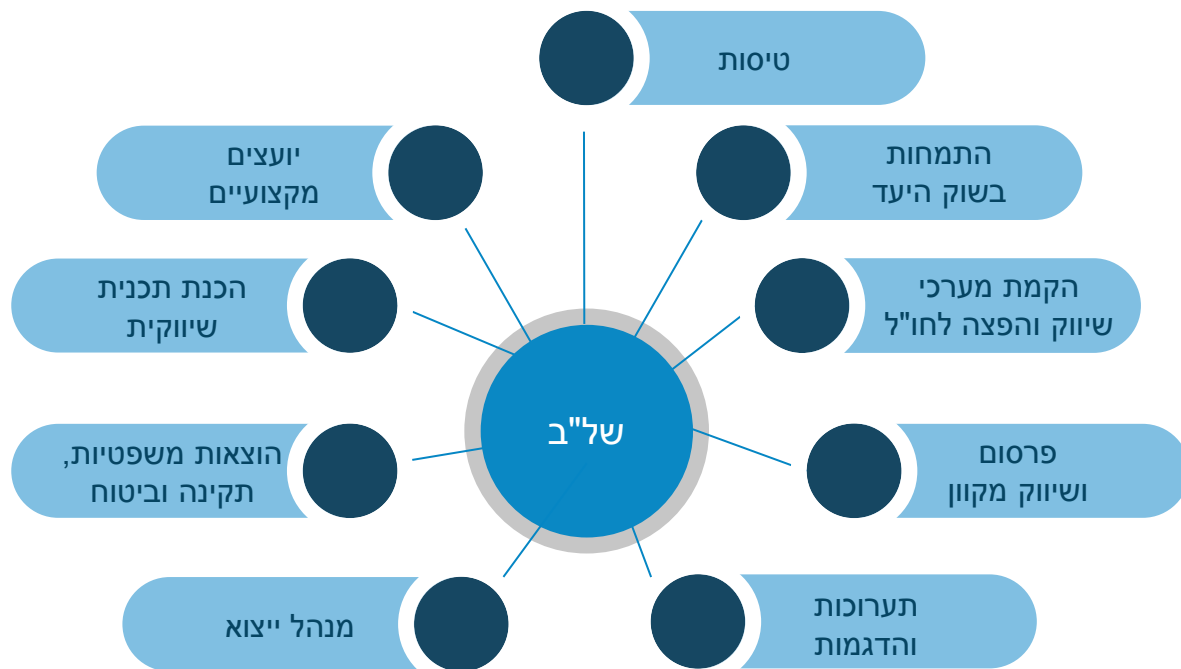 טיסות
התמחות
בשוק היעד
הקמת מערכי
שיווק והפצה לחו"ל
פרסום
ושיווק מקוון
תערוכות
והדגמות
מנהל ייצוא
הוצאות משפטיות,
תקינה וביטוח
הכנת תכנית
שיווקית
יועצים
מקצועיים
של"ב